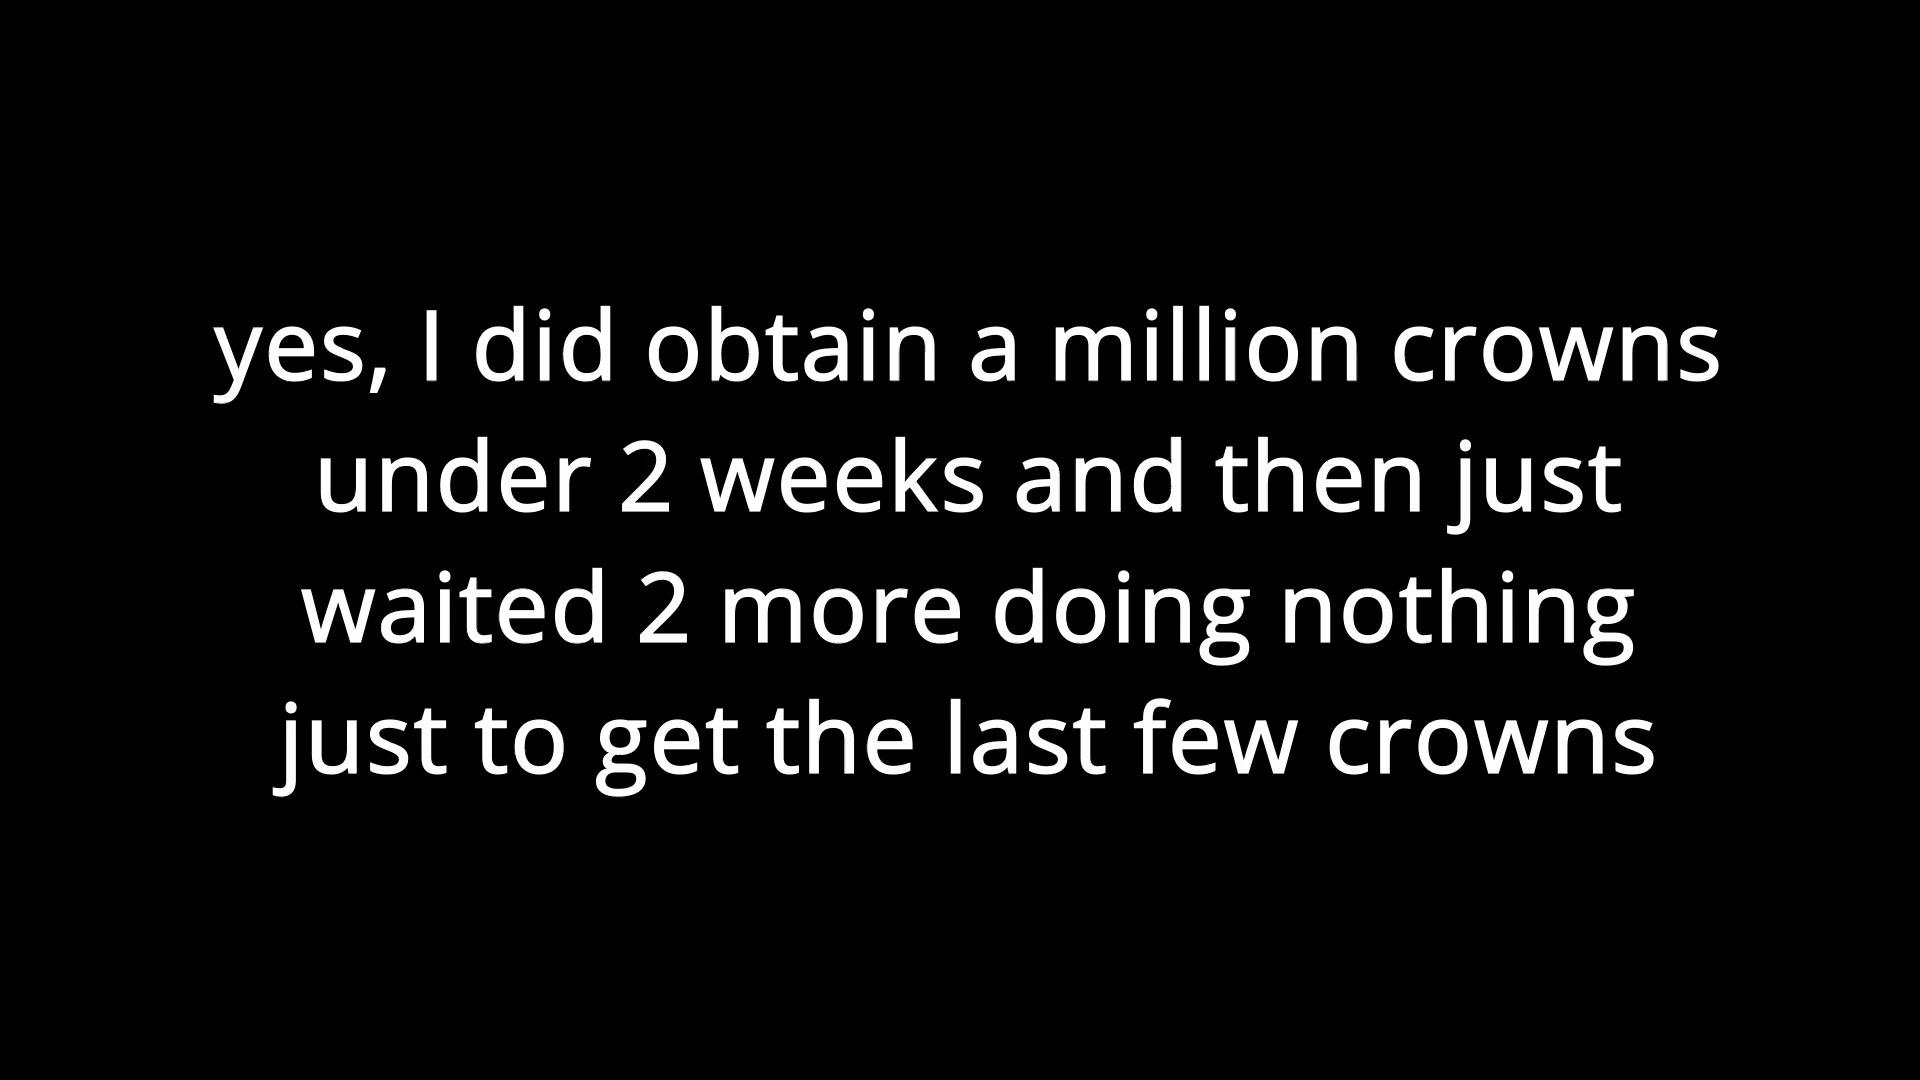 yes, I did obtain a million crowns
under 2 weeks and then just
waited 2 more doing nothing
just to get the last few crowns